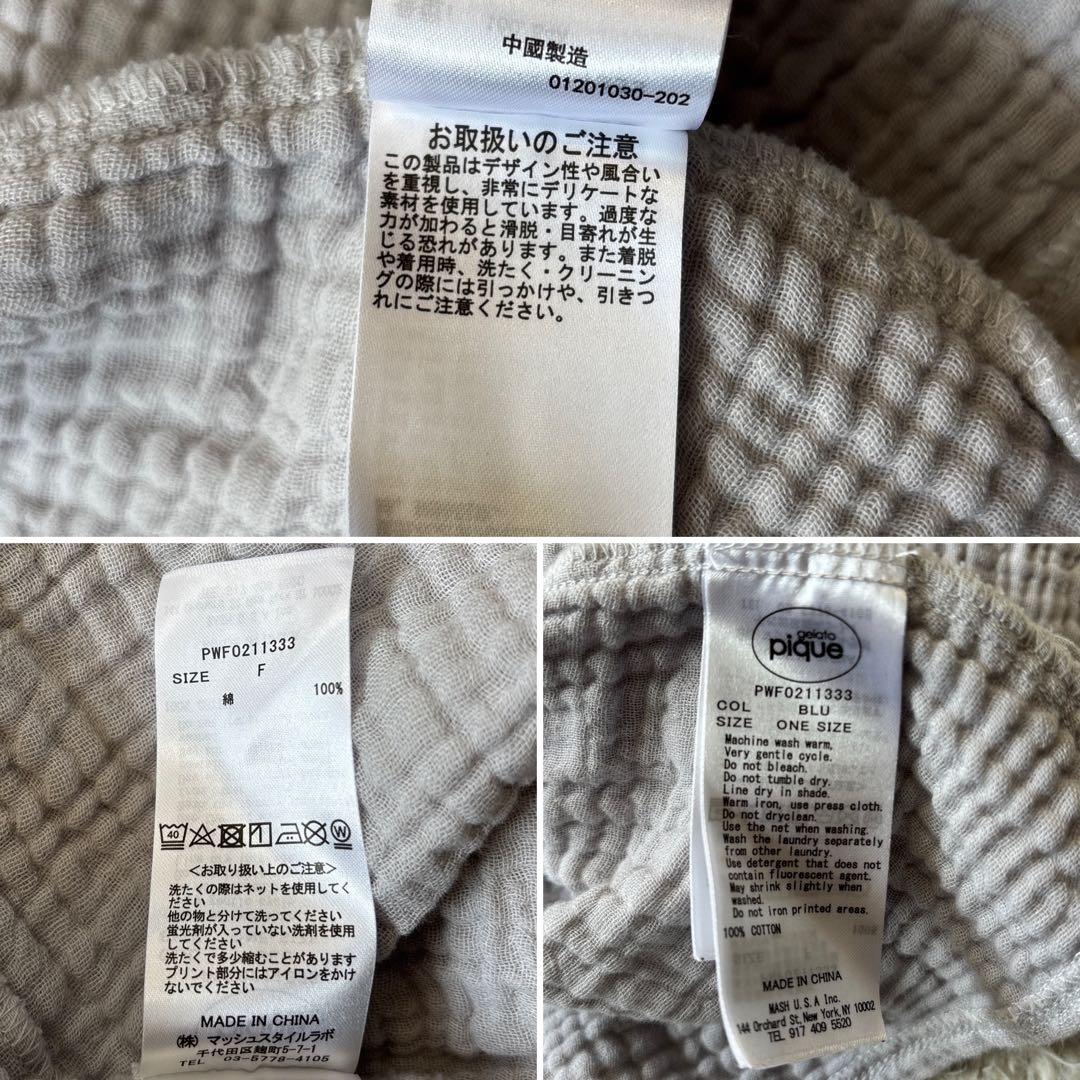 中國製造
01201030-202
お取扱いのご注意
この製品はデザイン性や風合い
を重視し、非常にデリケートな
素材を使用しています。過度な
力が加わると滑脱・目寄れが生
じる恐れがあります。また着脱
や着用時、洗たく・クリーニン
グの際には引っかけや、引きつ
れにご注意ください。
PWF0211333
SIZE F
綿 100%
40
W
<お取り扱い上のご注意>
洗たくの際はネットを使用してく
ださい
他の物と分けて洗ってください
蛍光剤が入っていない洗剤を使用
してください
洗たくで多少縮むことがあります
プリント部分にはアイロンをかけ
ないでください
MADE IN CHINA
(株) マッシュスタイルラボ
千代田区麹町5-7-1
TEL 03-5778-4105
gelato
pique
PWF0211333
COL BLU
SIZE ONE SIZE
Machine wash warm,
Very gentle cycle.
Do not bleach.
Do not tumble dry.
Line dry in shade.
Warm iron, use press cloth.
Do not dryclean.
Use the net when washing.
Wash the laundry separately
from other laundry.
Use detergent that does not
contain fluorescent agent.
May shrink slightly when
washed.
Do not iron printed areas.
100% COTTON
MADE IN CHINA
MASH U.S.A Inc.
144 Orchard St, New York, NY 10002
TEL 917 409 5520